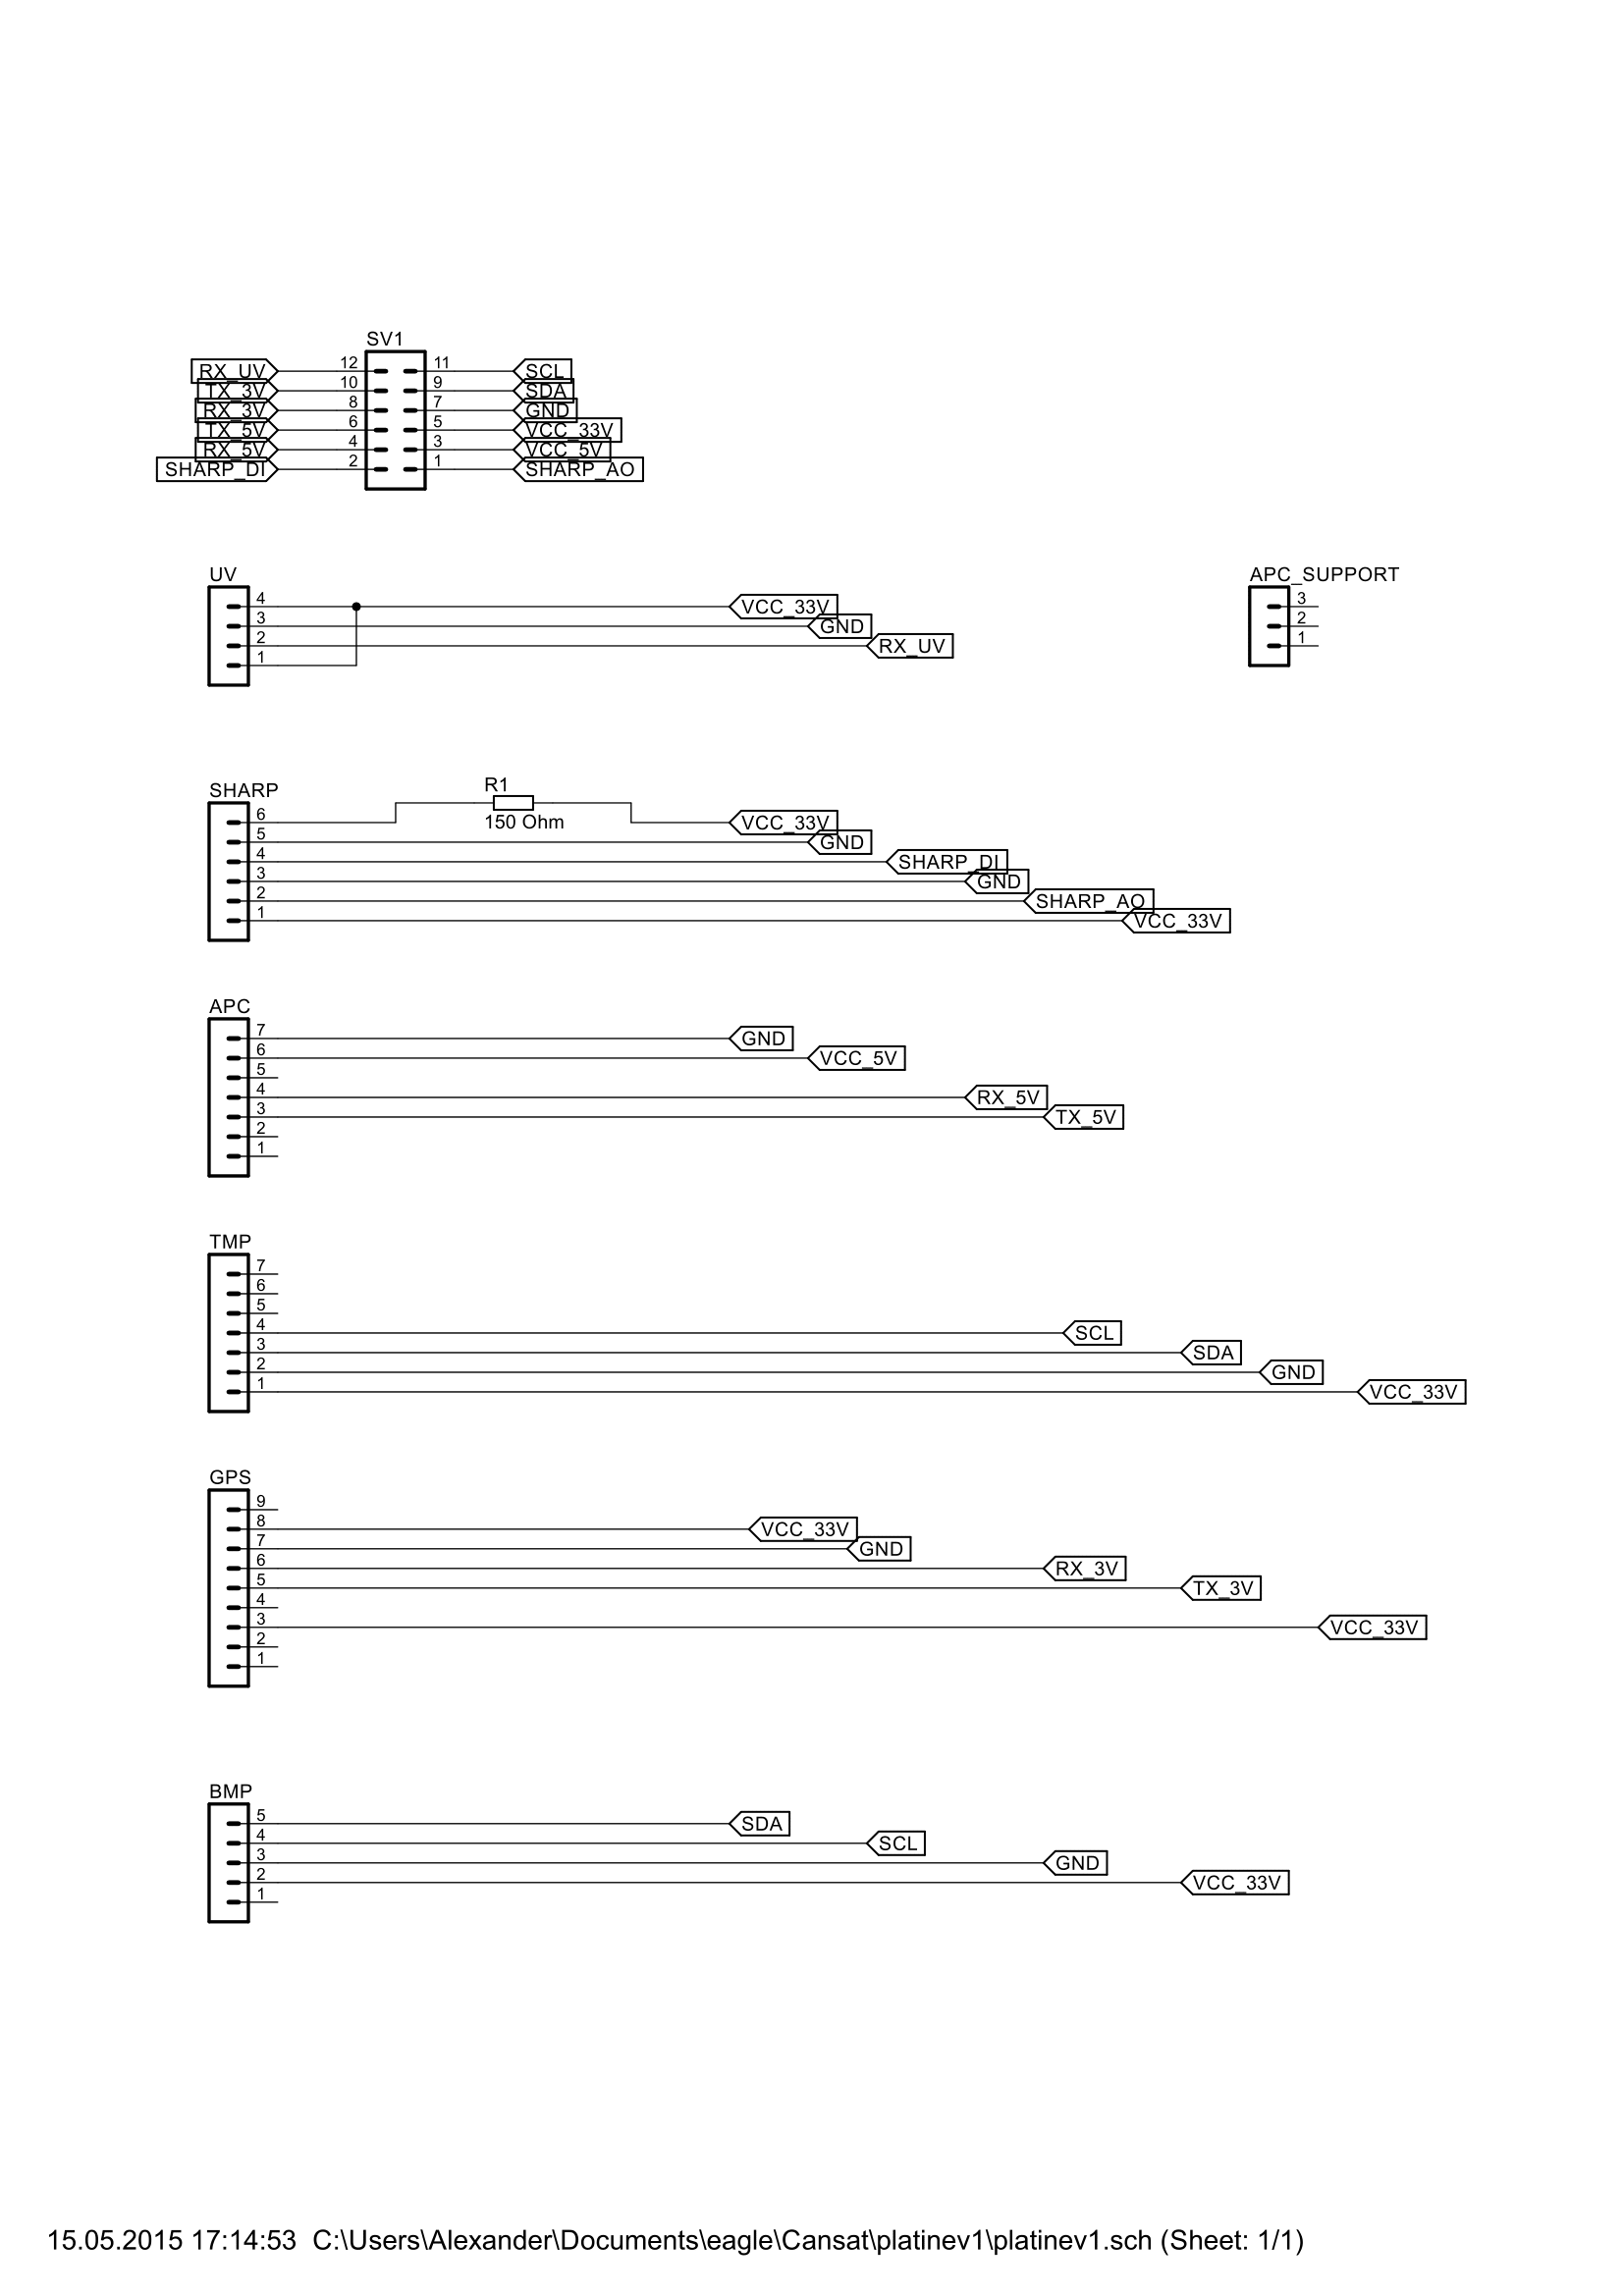 SV1
RX_UV 12 11 SCL
TX_3V 10 9 SDA
RX_3V 8 7 GND
TX_5V 6 5 VCC_33V
RX_5V 4 3 VCC_5V
SHARP_DI 2 1 SHARP_AO
UV
4 VCC_33V
3 GND
2 RX_UV
1
APC_SUPPORT
3
2
1
SHARP
R1
150 Ohm
6 VCC_33V
5 GND
4 SHARP_DI
3 GND
2 SHARP_AO
1 VCC_33V
APC
7 GND
6 VCC_5V
5
4 RX_5V
3 TX_5V
2
1
TMP
7
6
5
4 SCL
3 SDA
2 GND
1 VCC_33V
GPS
9
8 VCC_33V
7 GND
6 RX_3V
5 TX_3V
4
3 VCC_33V
2
1
BMP
5 SDA
4 SCL
3 GND
2 VCC_33V
1
15.05.2015 17:14:53 C:\Users\Alexander\Documents\eagle\Cansat\platinev1\platinev1.sch (Sheet: 1/1)